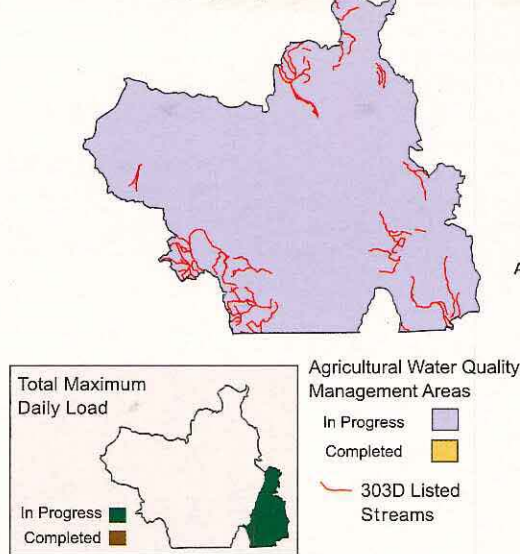 A
Total Maximum
Daily Load
In Progress
Completed
Agricultural Water Quality
Management Areas
In Progress
Completed
303D Listed
Streams